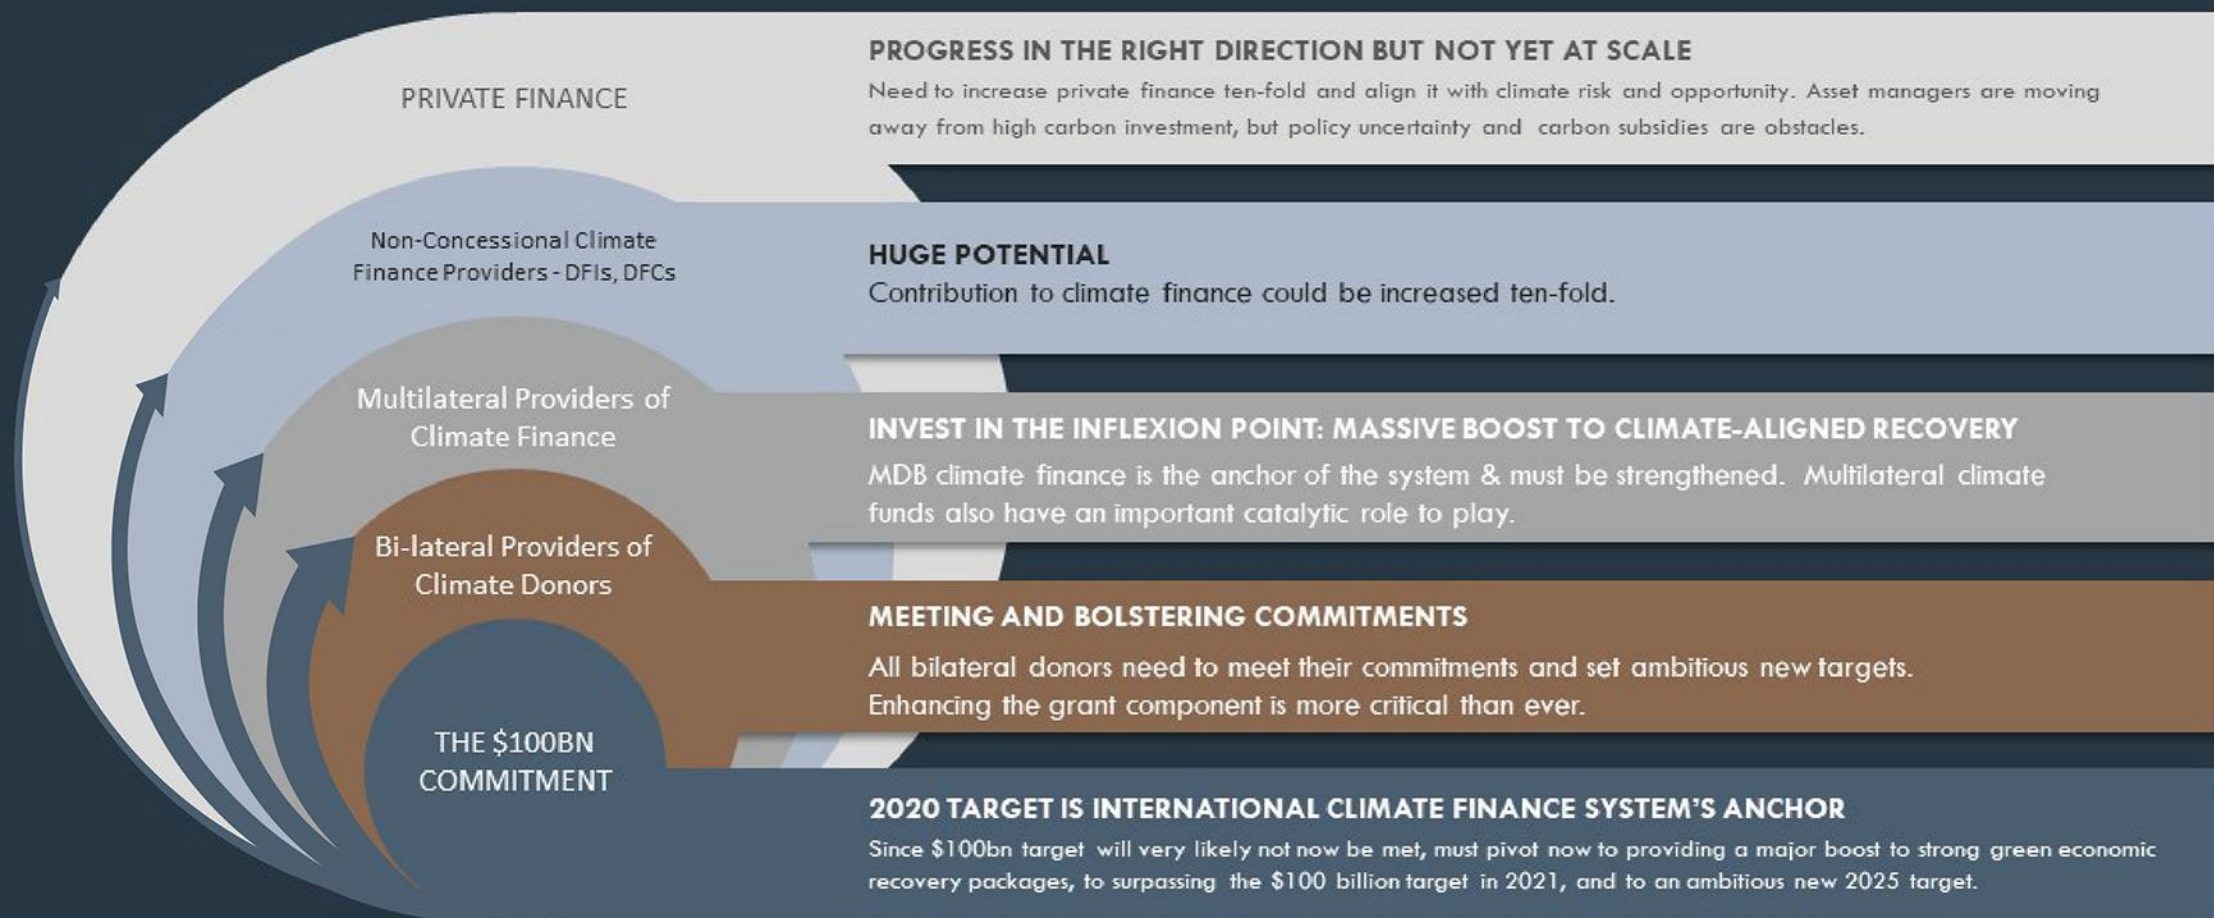 PRIVATE FINANCE
PROGRESS IN THE RIGHT DIRECTION BUT NOT YET AT SCALE
Need to increase private finance ten-fold and align it with climate risk and opportunity. Asset managers are moving
away from high carbon investment, but policy uncertainty and carbon subsidies are obstacles.
Non-Concessional Climate
Finance Providers - DFIs, DFCs
HUGE POTENTIAL
Contribution to climate finance could be increased ten-fold.
Multilateral Providers of
Climate Finance
INVEST IN THE INFLEXION POINT: MASSIVE BOOST TO CLIMATE-ALIGNED RECOVERY
MDB climate finance is the anchor of the system & must be strengthened. Multilateral climate
funds also have an important catalytic role to play.
Bi-lateral Providers of
Climate Donors
MEETING AND BOLSTERING COMMITMENTS
All bilateral donors need to meet their commitments and set ambitious new targets.
Enhancing the grant component is more critical than ever.
THE $100BN
COMMITMENT
2020 TARGET IS INTERNATIONAL CLIMATE FINANCE SYSTEM'S ANCHOR
Since $100bn target will very likely not now be met, must pivot now to providing a major boost to strong green economic
recovery packages, to surpassing the $100 billion target in 2021, and to an ambitious new 2025 target.